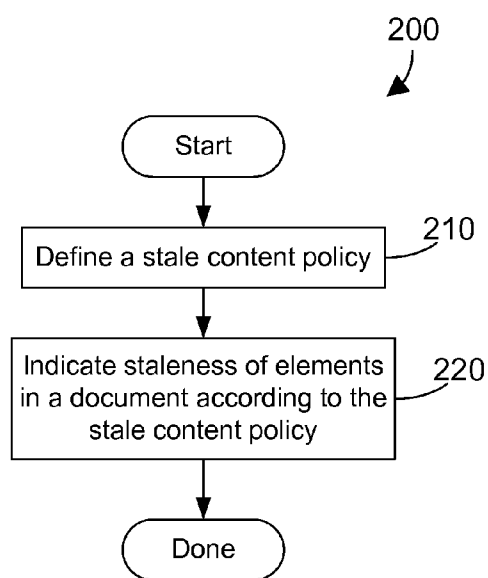 200
Start
Define a stale content policy
210
Indicate staleness of elements
in a document according to the
stale content policy
220
Done